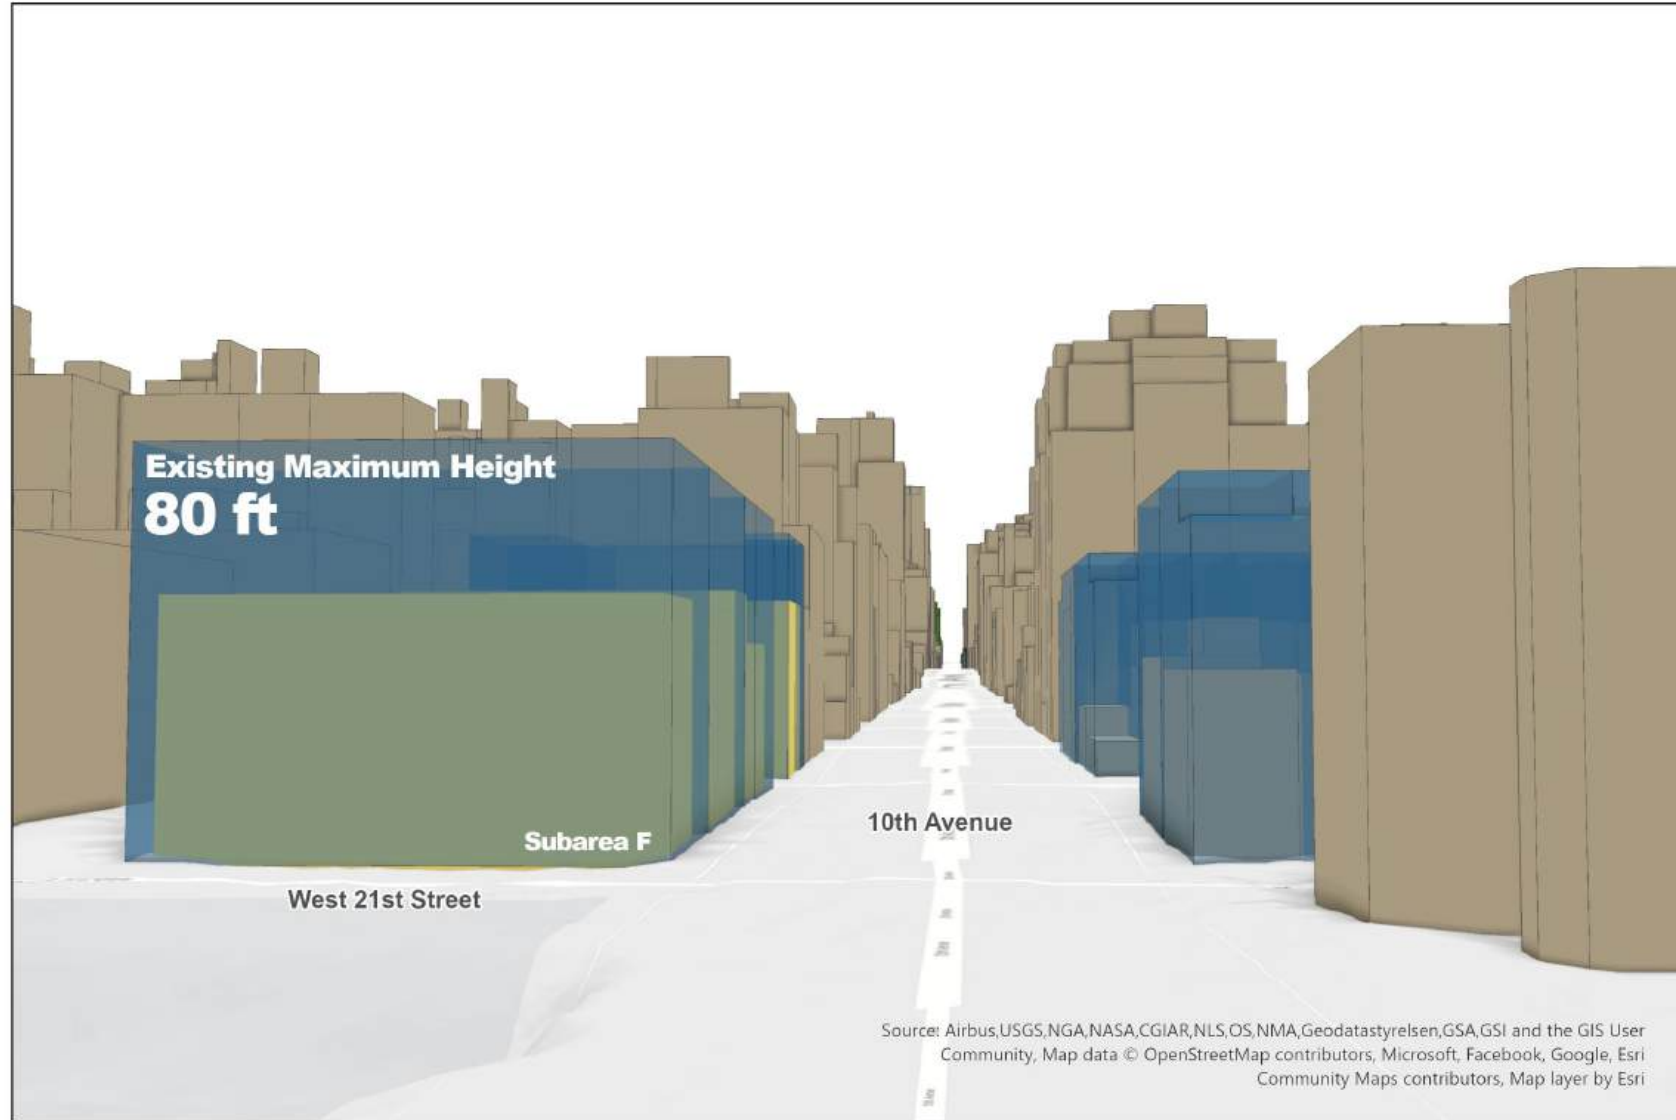 Existing Maximum Height
80 ft
Subarea F
10th Avenue
West 21st Street
Source: Airbus,USGS,NGA,NASA,CGIAR,NLS,OS,NMA,Geodatastyrelsen,GSA,GSI and the GIS User
Community, Map data © OpenStreetMap contributors, Microsoft, Facebook, Google, Esri
Community Maps contributors, Map layer by Esri